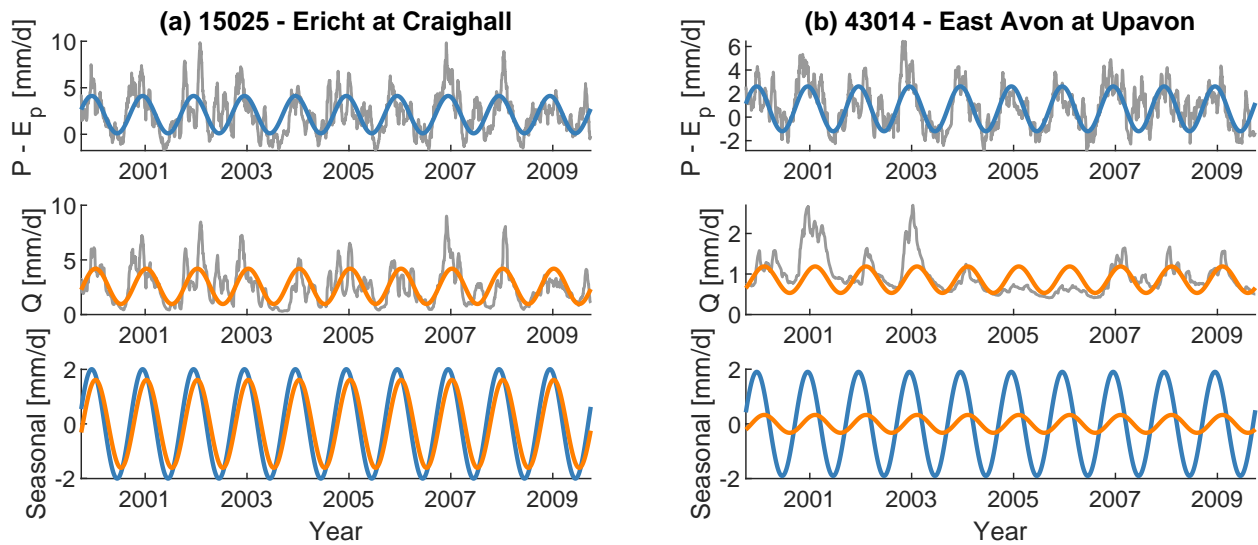 (a) 15025 - Ericht at Craighall
P - E_p [mm/d]
10
5
0
2001 2003 2005 2007 2009
Q [mm/d]
10
5
0
2001 2003 2005 2007 2009
Seasonal [mm/d]
2
0
-2
2001 2003 2005 2007 2009
Year
(b) 43014 - East Avon at Upavon
P - E_p [mm/d]
6
4
2
0
-2
2001 2003 2005 2007 2009
Q [mm/d]
2
1
0
2001 2003 2005 2007 2009
Seasonal [mm/d]
2
0
-2
2001 2003 2005 2007 2009
Year